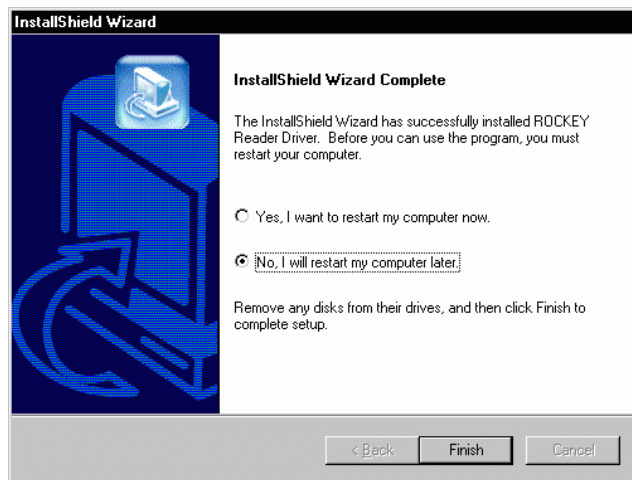 InstallShield Wizard
InstallShield Wizard Complete
The InstallShield Wizard has successfully installed ROCKEY
Reader Driver.  Before you can use the program, you must
restart your computer.
Yes, I want to restart my computer now.
No, I will restart my computer later.
Remove any disks from their drives, and then click Finish to
complete setup.
< Back
Finish
Cancel